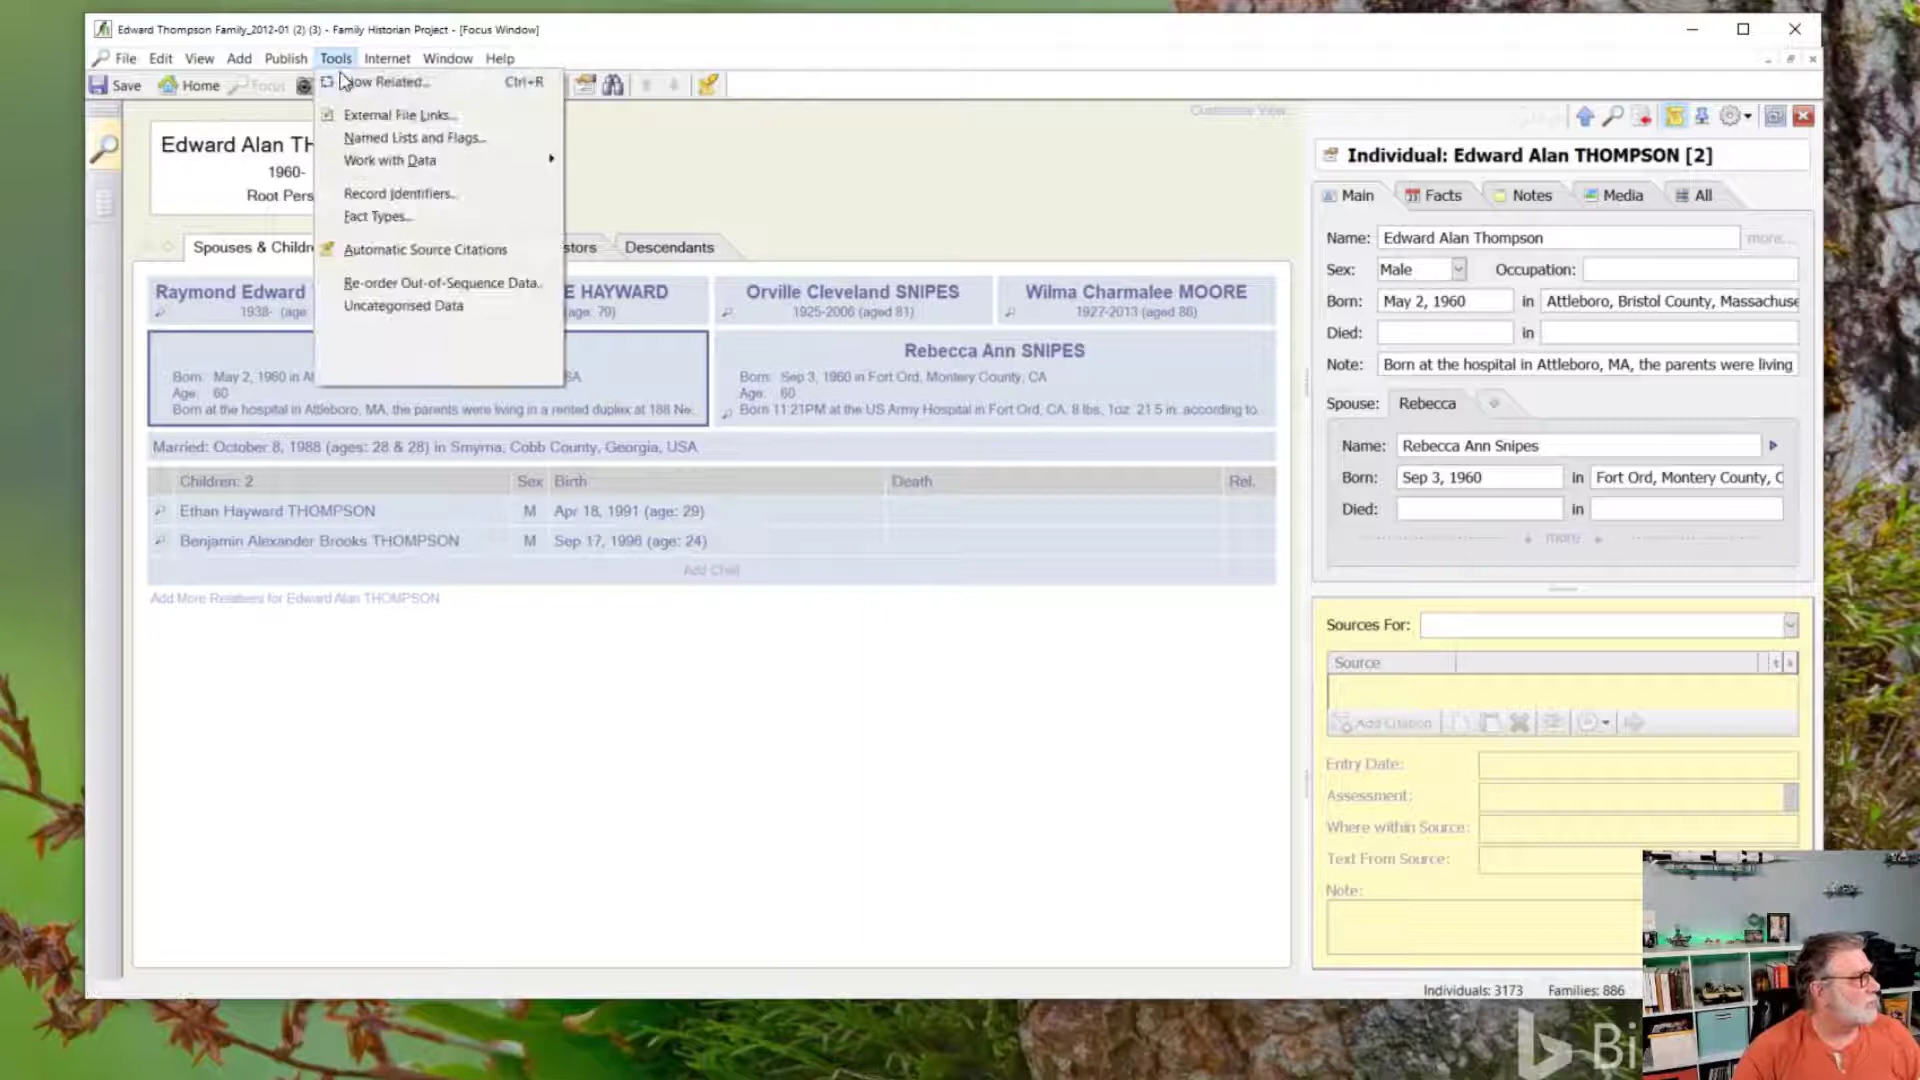 Edward Thompson Family_2012-01 (2) (3) - Family Historian Project - [Focus Window]
File Edit View Add Publish Tools Internet Window Help
Save Home Focus
Related... Ctrl+R
External File Links...
Named Lists and Flags...
Work with Data
Record Identifiers...
Fact Types...
Automatic Source Citations
Re-order Out-of-Sequence Data...
Uncategorised Data
Customise View...
Edward Alan TH
1960-
Root Pers
Spouses & Childr stors Descendants
Raymond Edward E HAYWARD Orville Cleveland SNIPES Wilma Charmalee MOORE
1938- (age age: 79) 1925-2006 (aged 81) 1927-2013 (aged 86)
Born: May 2, 1960 in At SA
Age: 60
Born at the hospital in Attleboro, MA, the parents were living in a rented duplex at 188 Ne..
Rebecca Ann SNIPES
Born: Sep 3, 1960 in Fort Ord, Montery County, CA
Age: 60
Born 11:21PM at the US Army Hospital in Fort Ord, CA. 8 lbs, 1oz. 21.5 in. according to
Married: October 8, 1988 (ages: 28 & 28) in Smyrna, Cobb County, Georgia, USA
Children: 2 Sex Birth Death Rel.
Ethan Hayward THOMPSON M Apr 18, 1991 (age: 29)
Benjamin Alexander Brooks THOMPSON M Sep 17, 1996 (age: 24)
Add Child
Add More Relatives for Edward Alan THOMPSON
Individual: Edward Alan THOMPSON [2]
Main Facts Notes Media All
Name: Edward Alan Thompson more...
Sex: Male Occupation:
Born: May 2, 1960 in Attleboro, Bristol County, Massachuse
Died: in
Note: Born at the hospital in Attleboro, MA, the parents were living
Spouse: Rebecca
Name: Rebecca Ann Snipes
Born: Sep 3, 1960 in Fort Ord, Montery County, C
Died: in
more
Sources For:
Source
Add Citation
Entry Date:
Assessment:
Where within Source:
Text From Source:
Note:
Individuals: 3173 Families: 886
Bi